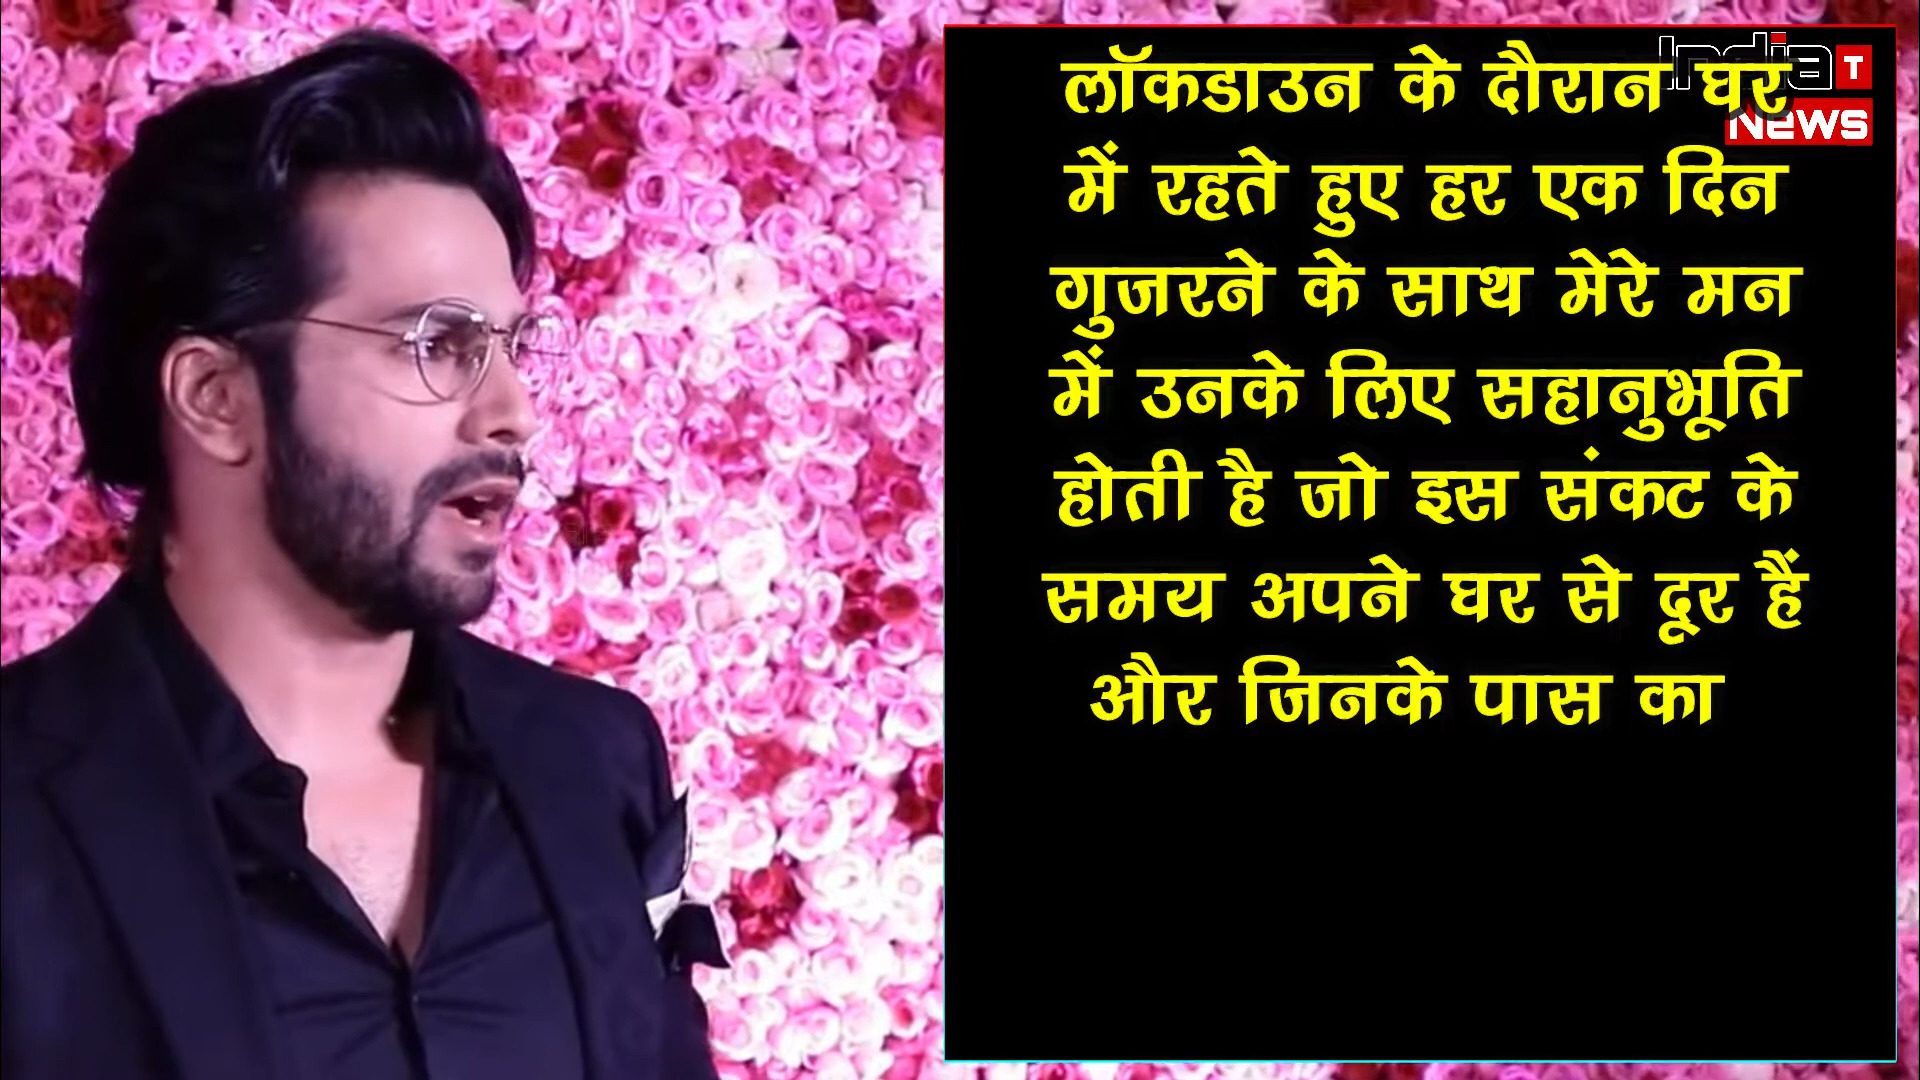 India T
News
लॉकडाउन के दौरान घर
में रहते हुए हर एक दिन
गुजरने के साथ मेरे मन
में उनके लिए सहानुभूति
होती है जो इस संकट के
समय अपने घर से दूर हैं
और जिनके पास का